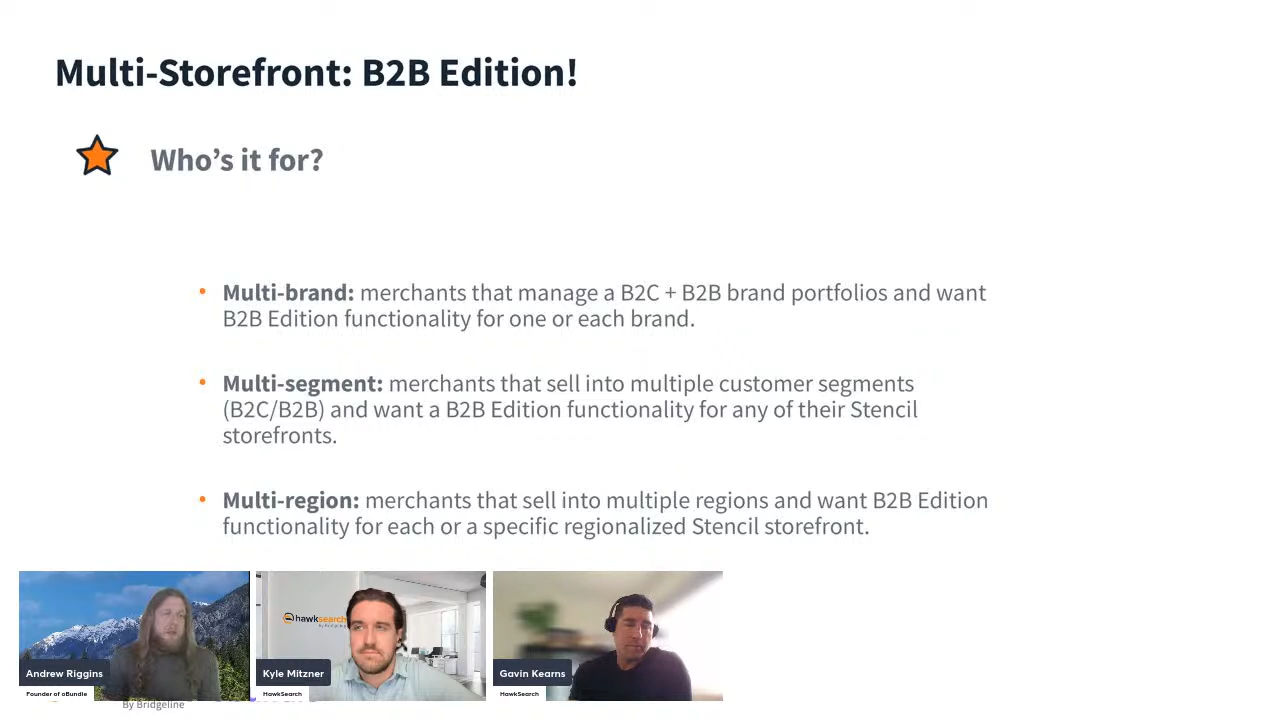 Multi-Storefront: B2B Edition!
Who’s it for?
• Multi-brand: merchants that manage a B2C + B2B brand portfolios and want
B2B Edition functionality for one or each brand.
• Multi-segment: merchants that sell into multiple customer segments
(B2C/B2B) and want a B2B Edition functionality for any of their Stencil
storefronts.
• Multi-region: merchants that sell into multiple regions and want B2B Edition
functionality for each or a specific regionalized Stencil storefront.
hawksearch
by Bridgeline
Andrew Riggins
Founder of oBundle
Kyle Mitzner
HawkSearch
Gavin Kearns
HawkSearch
By Bridgeline